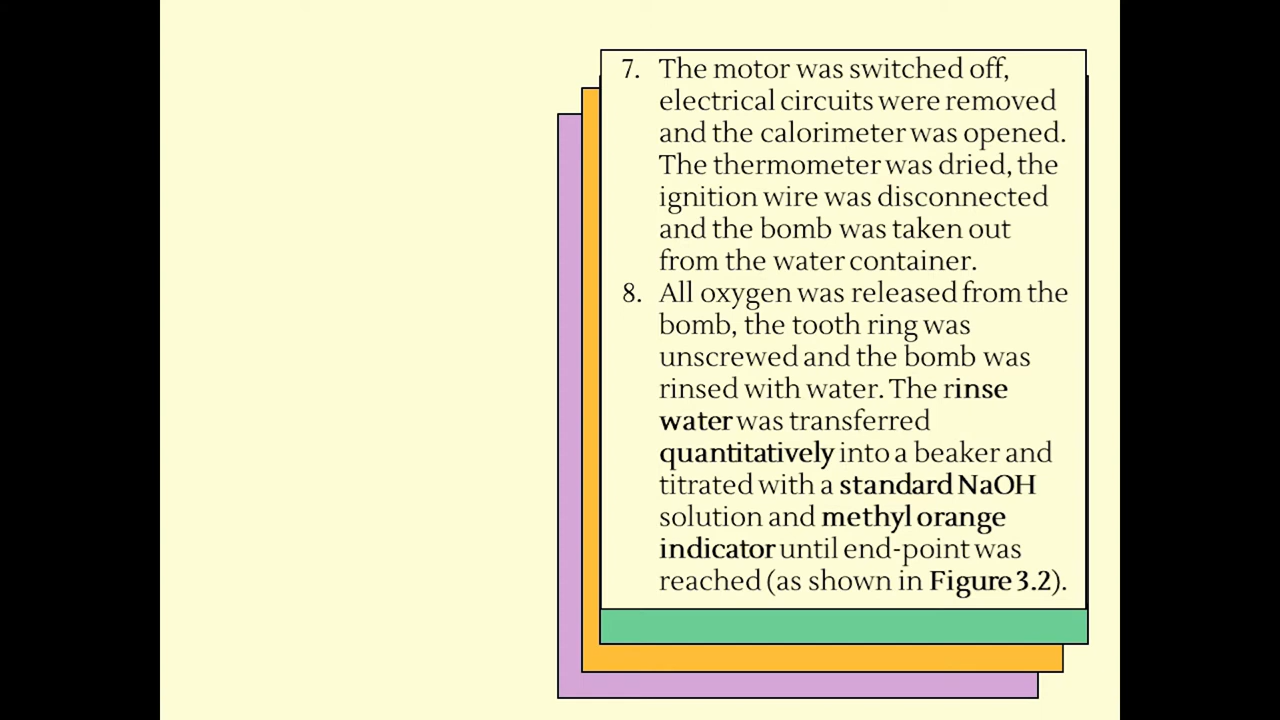 7. The motor was switched off,
electrical circuits were removed
and the calorimeter was opened.
The thermometer was dried, the
ignition wire was disconnected
and the bomb was taken out
from the water container.
8. All oxygen was released from the
bomb, the tooth ring was
unscrewed and the bomb was
rinsed with water. The rinse
water was transferred
quantitatively into a beaker and
titrated with a standard NaOH
solution and methyl orange
indicator until end-point was
reached (as shown in Figure 3.2).